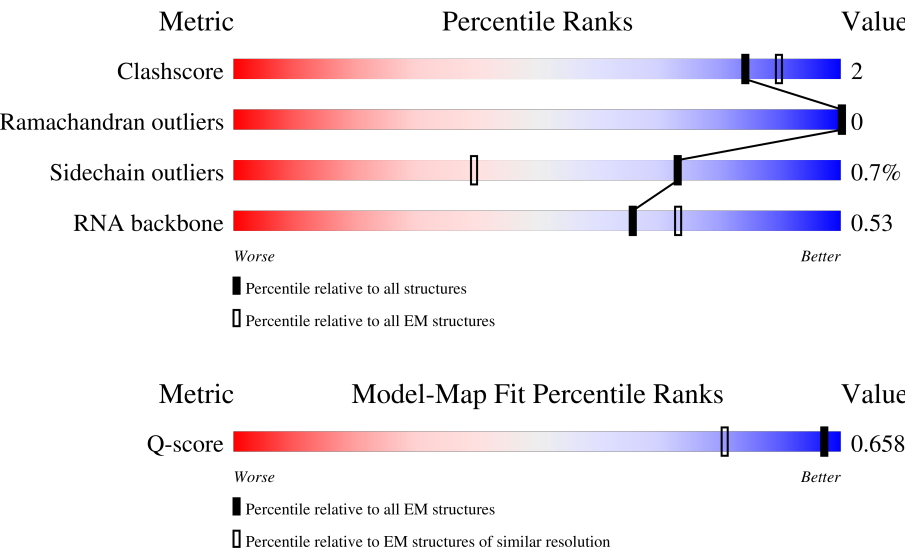 Metric Percentile Ranks Value
Clashscore 2
Ramachandran outliers 0
Sidechain outliers 0.7%
RNA backbone 0.53
Worse Better
Percentile relative to all structures
Percentile relative to all EM structures
Metric Model-Map Fit Percentile Ranks Value
Q-score 0.658
Worse Better
Percentile relative to all EM structures
Percentile relative to EM structures of similar resolution